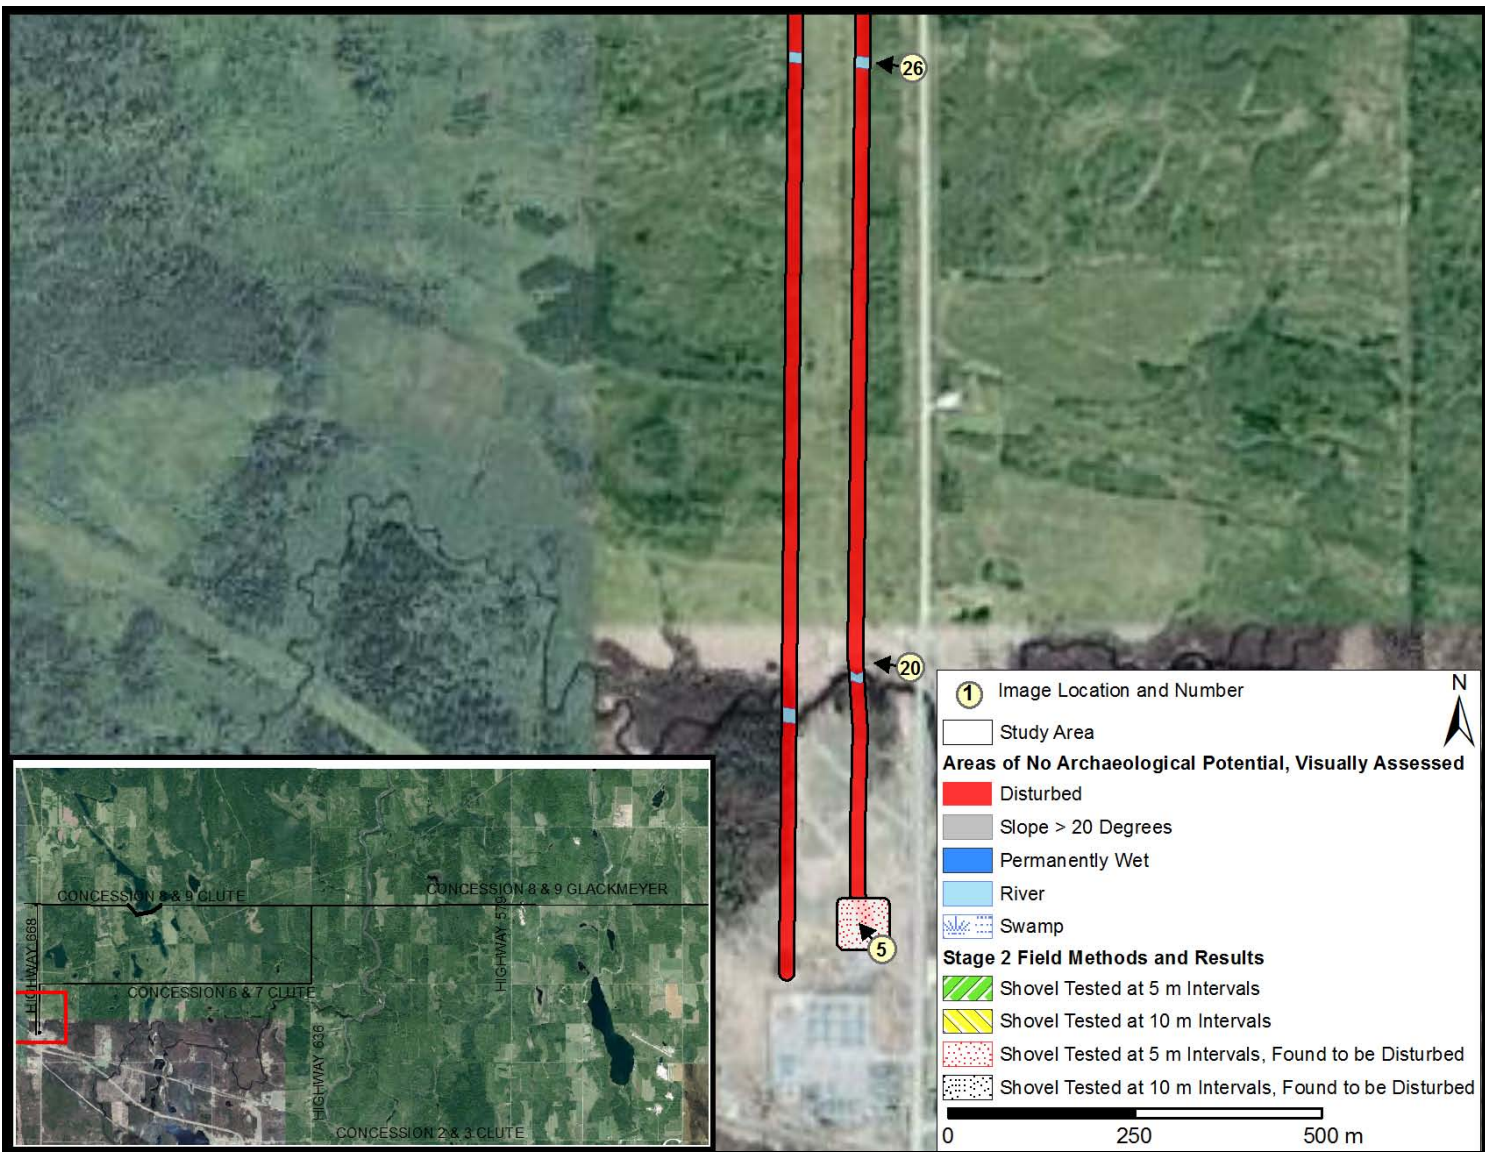 26
20
5
1 Image Location and Number
N
Study Area
Areas of No Archaeological Potential, Visually Assessed
Disturbed
Slope > 20 Degrees
Permanently Wet
River
Swamp
Stage 2 Field Methods and Results
Shovel Tested at 5 m Intervals
Shovel Tested at 10 m Intervals
Shovel Tested at 5 m Intervals, Found to be Disturbed
Shovel Tested at 10 m Intervals, Found to be Disturbed
0 250 500 m
CONCESSION 8 & 9 CLUTE
CONCESSION 8 & 9 GLACKMEYER
HIGHWAY 668
HIGHWAY 579
CONCESSION 6 & 7 CLUTE
HIGHWAY 636
CONCESSION 2 & 3 CLUTE